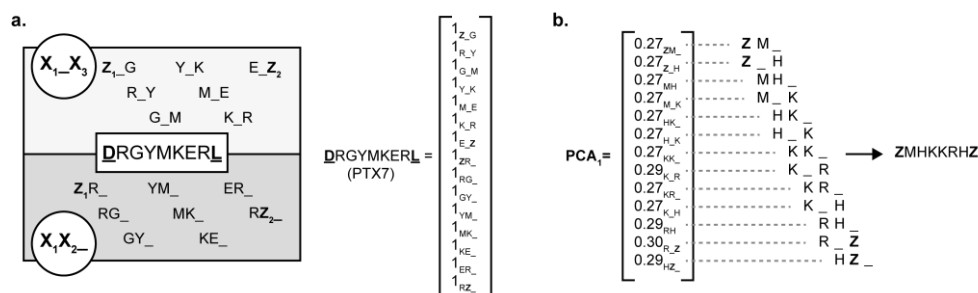 a.
X₁_X₃
Z₁_G Y_K E_Z₂
R_Y M_E
G_M K_R
DRGYMKERL
Z₁R_ YM_ ER_
RG_ MK_ RZ₂_
X₁X₂_
GY_ KE_
DRGYMKERL =
(PTX7)
1Z_G
1R_Y
1G_M
1Y_K
1M_E
1K_R
1E_Z
1ZR_
1RG_
1GY_
1YM_
1MK_
1KE_
1ER_
1RZ_
b.
PCA₁=
0.27ZM_ Z M _
0.27Z_H Z _ H
0.27MH M H _
0.27M_K M _ K
0.27HK_ H K _
0.27H_K H _ K
0.27KK_ K K _
0.29K_R K _ R
0.27KR_ K R _
0.27K_H K _ H
0.29RH R H _
0.30R_Z R _ Z
0.29HZ_ H Z _
ZMHKKRHZ